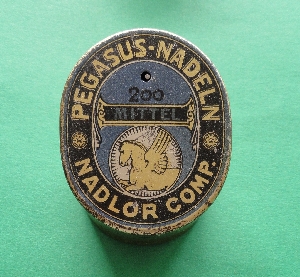 PEGASUS-NADELN
200
MITTEL
NADLOR COMP.